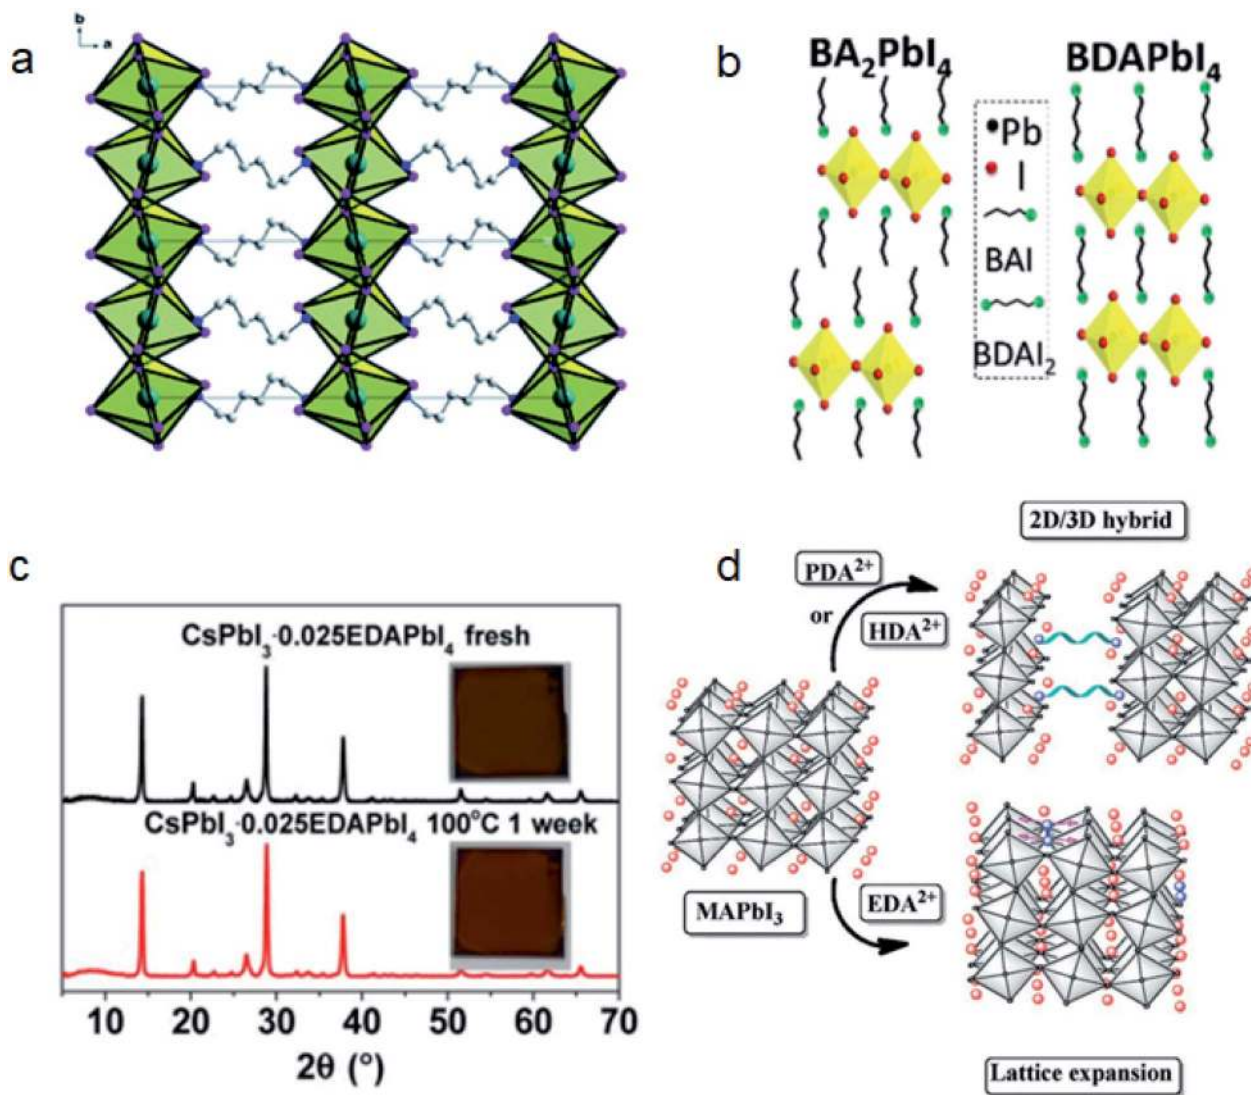 a
b
a
b
BA₂PbI₄
BDAPbI₄
Pb
I
BAI
BDAI₂
c
CsPbI₃·0.025EDAPbI₄ fresh
CsPbI₃·0.025EDAPbI₄ 100°C 1 week
10 20 30 40 50 60 70
2θ (°)
d
2D/3D hybrid
PDA²⁺
or
HDA²⁺
MAPbI₃
EDA²⁺
Lattice expansion